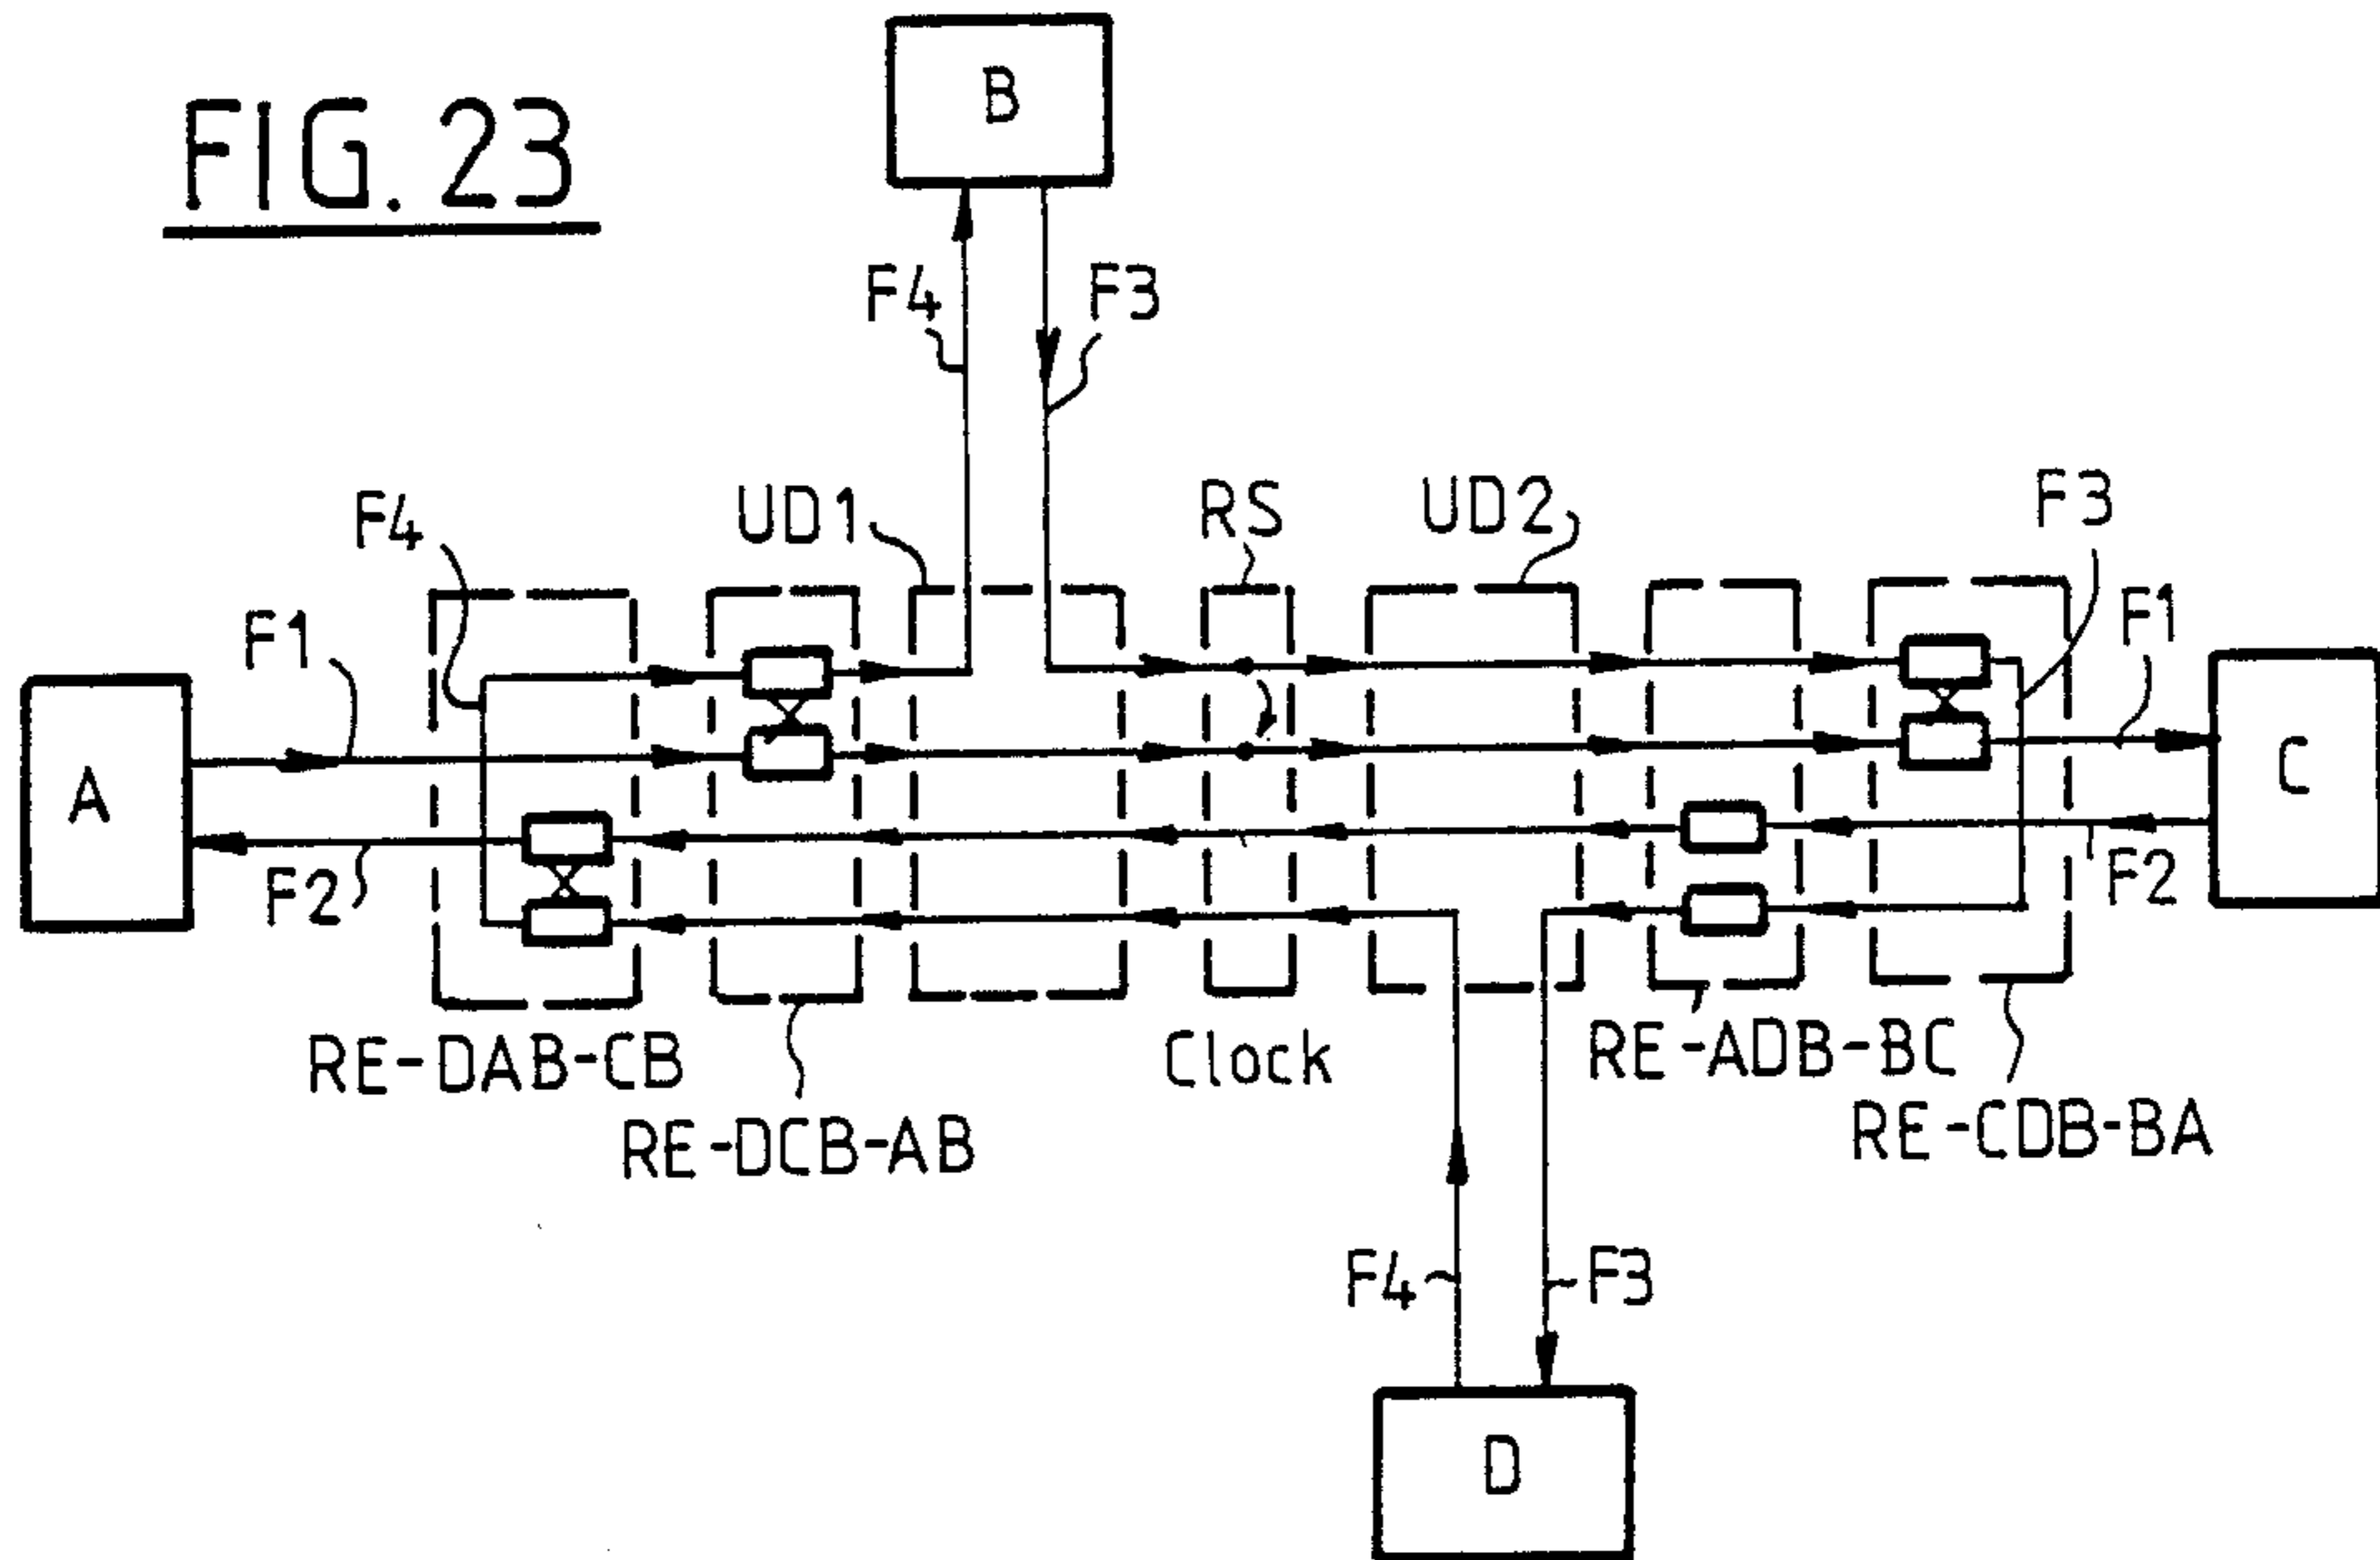 FIG. 23
B
F4
F3
UD1
RS
UD2
F3
F4
F1
F1
A
C
F2
F2
RE-DAB-CB
Clock
RE-ADB-BC
RE-DCB-AB
RE-CDB-BA
F4
F3
D